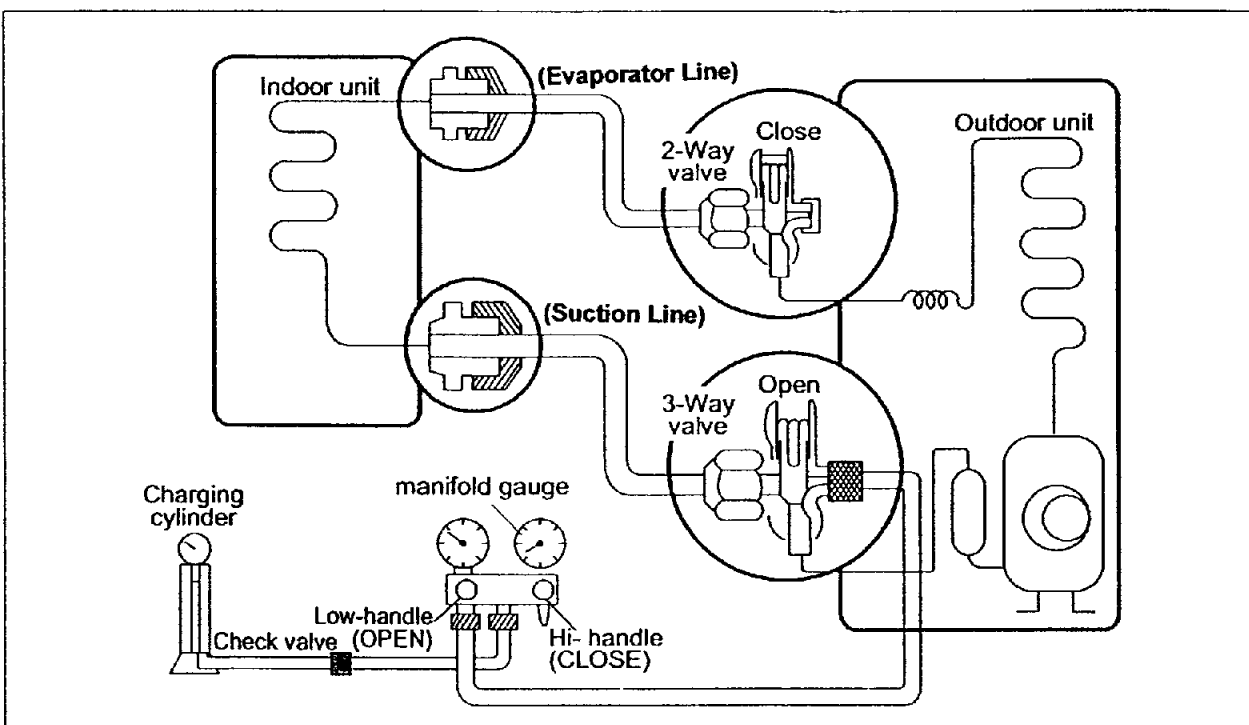 Indoor unit
(Evaporator Line)
Close
2-Way
valve
Outdoor unit
(Suction Line)
Open
3-Way
valve
Charging
cylinder
manifold gauge
Low-handle
(OPEN)
Check valve
Hi- handle
(CLOSE)